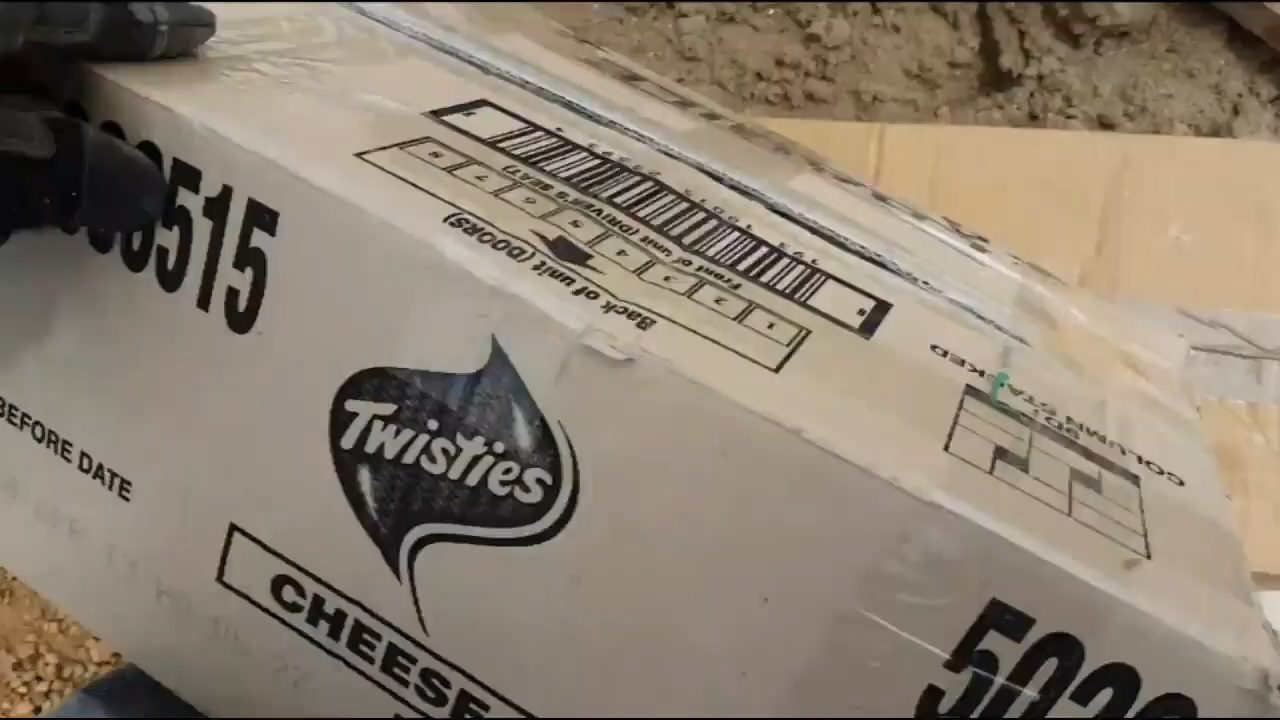 8515
BEFORE DATE
Twisties
CHEESE
Back of unit (DOORS)
1 2 3 4 5 6 7 8
Front of unit (DRIVER'S SEAT)
COLUMN STACKED